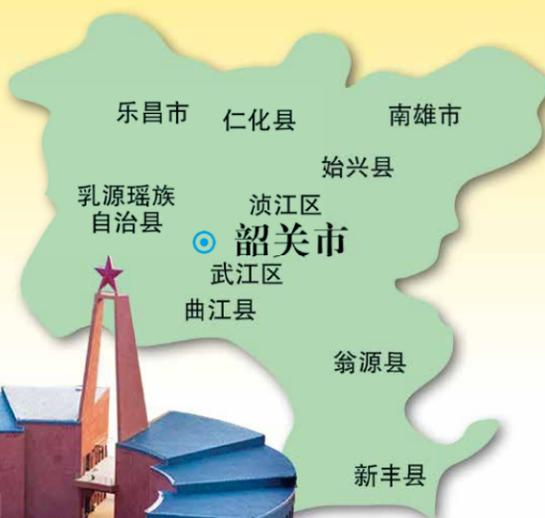 乐昌市
仁化县
南雄市
始兴县
乳源瑶族
自治县
浈江区
韶关市
武江区
曲江县
翁源县
新丰县